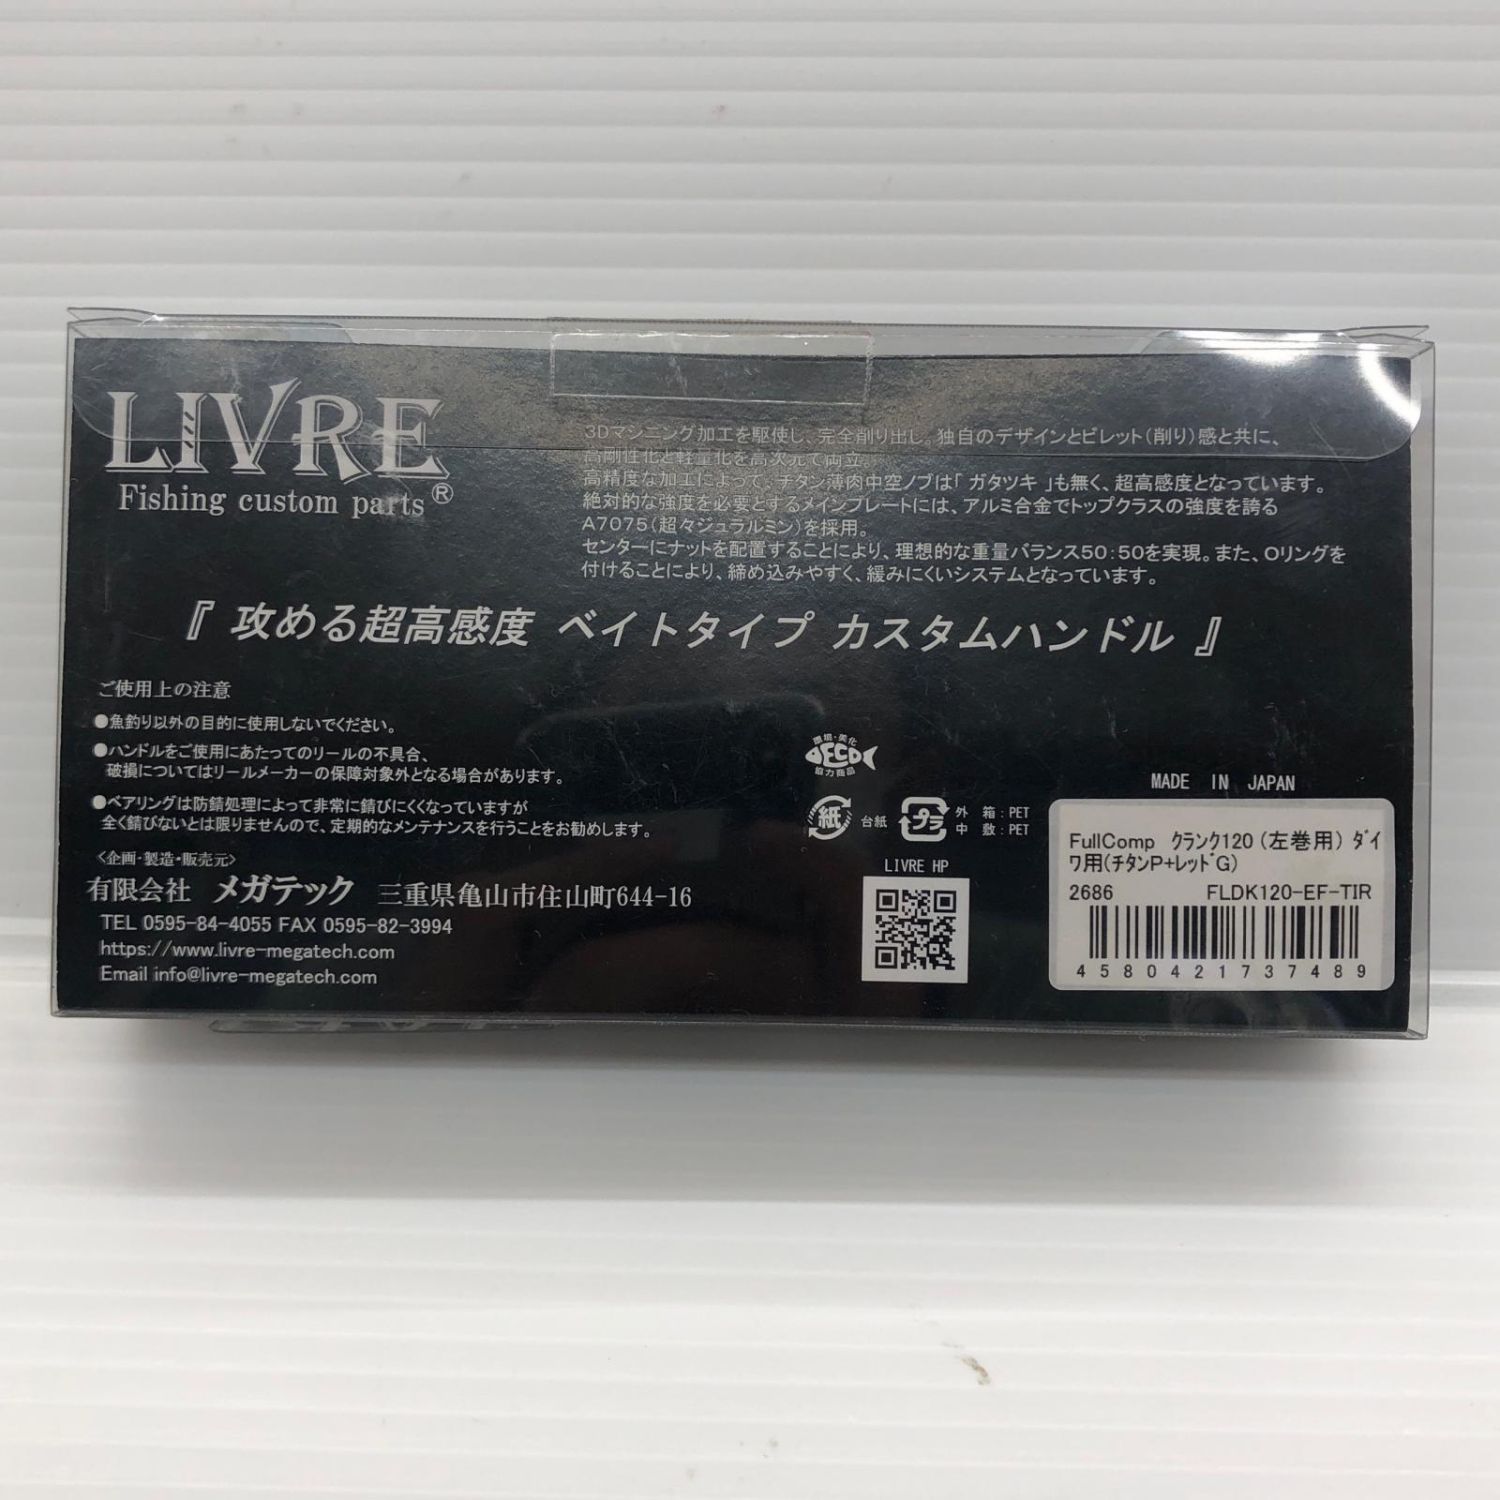 LIVRE
Fishing custom parts®
3Dマシニング加工を駆使し、完全削り出し。独自のデザインとビレット(削り)感と共に、
高剛性化と軽量化を高次元で両立。
高精度な加工によって、チタン薄肉中空ノブは「ガタツキ」も無く、超高感度となっています。
絶対的な強度を必要とするメインプレートには、アルミ合金でトップクラスの強度を誇る
A7075(超々ジュラルミン)を採用。
センターにナットを配置することにより、理想的な重量バランス50:50を実現。また、Oリングを
付けることにより、締め込みやすく、緩みにくいシステムとなっています。
『 攻める超高感度 ベイトタイプ カスタムハンドル 』
ご使用上の注意
●魚釣り以外の目的に使用しないでください。
●ハンドルをご使用にあたってのリールの不具合、
破損についてはリールメーカーの保障対象外となる場合があります。
●ベアリングは防錆処理によって非常に錆びにくくなっていますが
全く錆びないとは限りませんので、定期的なメンテナンスを行うことをお勧めします。
<企画・製造・販売元>
有限会社 メガテック 三重県亀山市住山町644-16
TEL 0595-84-4055 FAX 0595-82-3994
https://www.livre-megatech.com
Email info@livre-megatech.com
環境・美化
DECO
協力商品
紙 台紙
プラ 外 箱:PET
中 敷:PET
LIVRE HP
MADE IN JAPAN
FullComp クランク120 (左巻用) ダイ
ワ用(チタンP+レッドG)
2686 FLDK120-EF-TIR
4580421737489